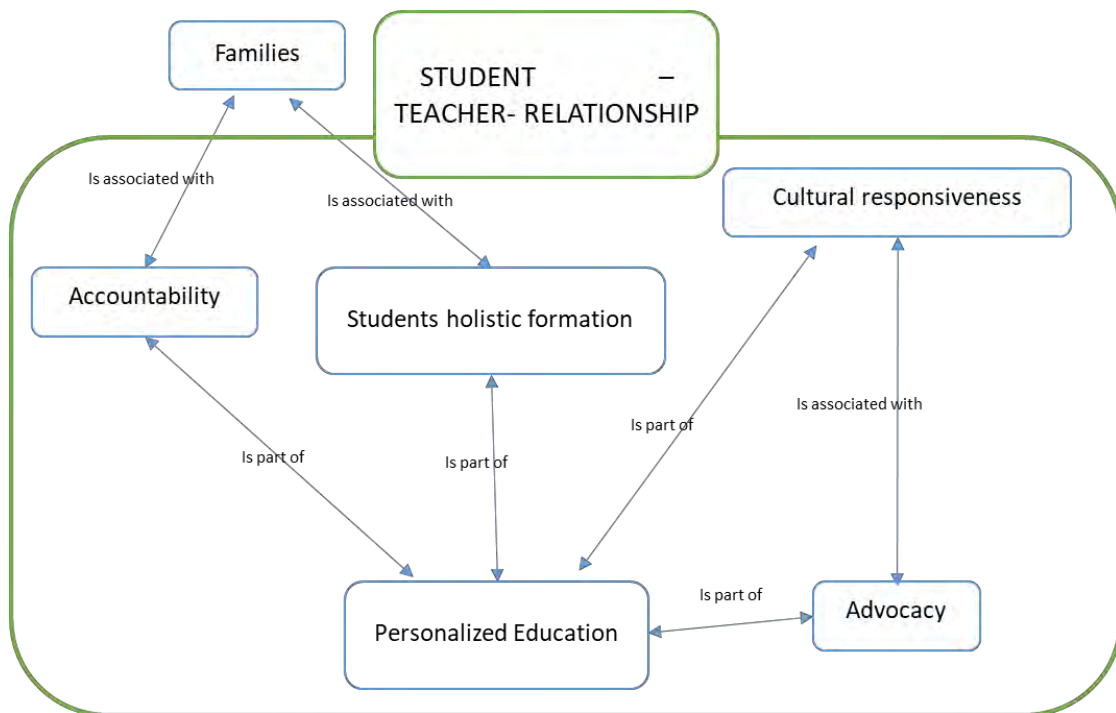 Families
STUDENT –
TEACHER- RELATIONSHIP
Is associated with
Is associated with
Cultural responsiveness
Accountability
Students holistic formation
Is associated with
Is part of
Is part of
Is part of
Is part of
Personalized Education
Advocacy